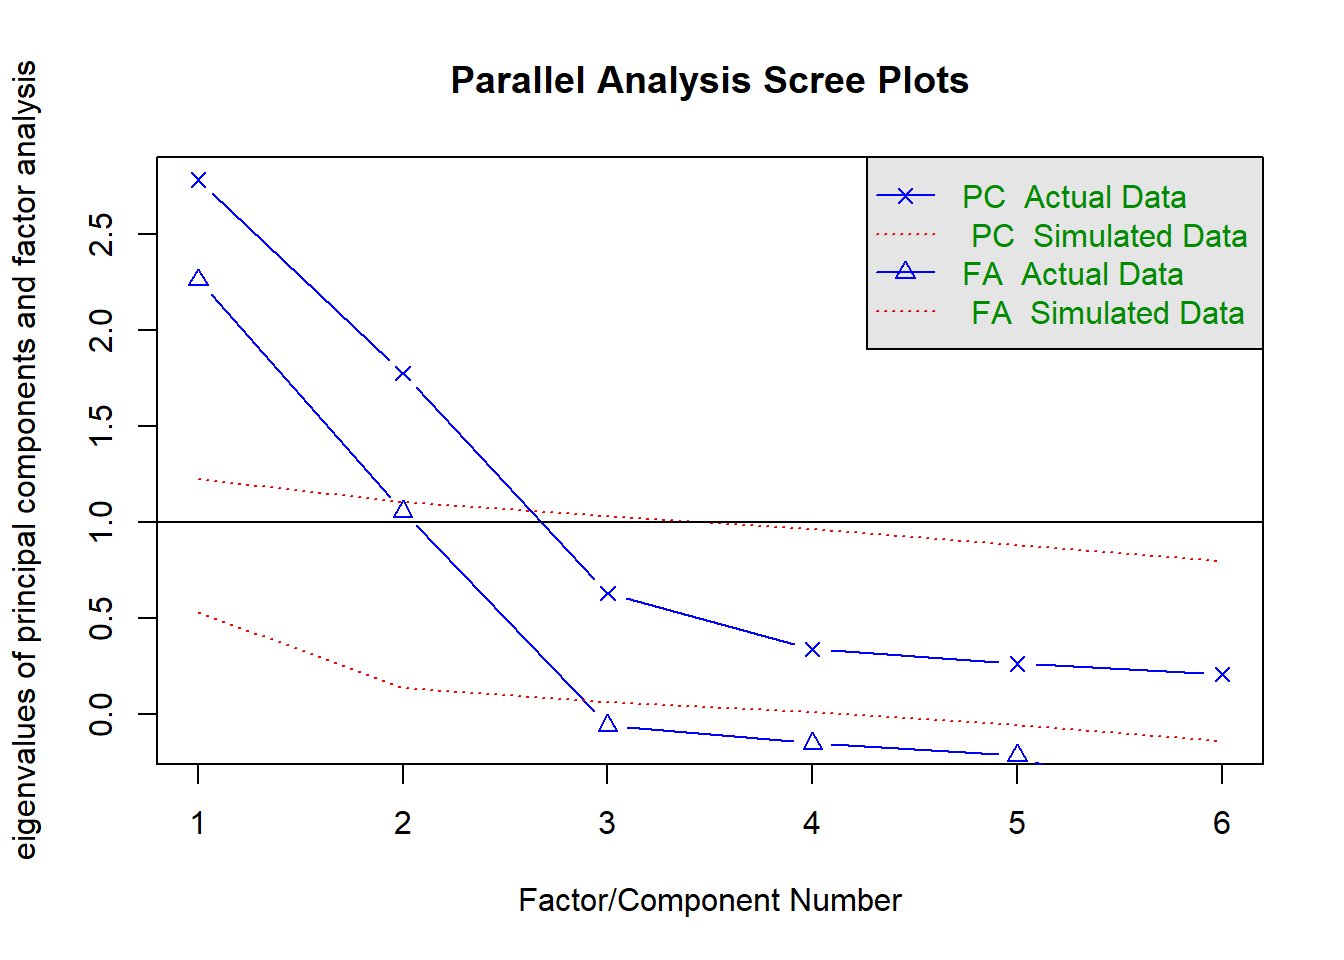 Parallel Analysis Scree Plots
eigenvalues of principal components and factor analysis
2.5
2.0
1.5
1.0
0.5
0.0
PC  Actual Data
PC  Simulated Data
FA  Actual Data
FA  Simulated Data
1 2 3 4 5 6
Factor/Component Number